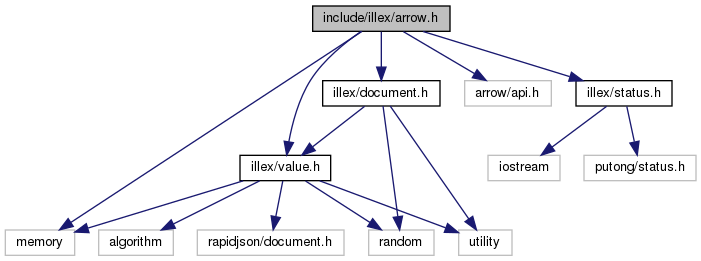 include/illex/arrow.h
illex/document.h
arrow/api.h
illex/status.h
illex/value.h
iostream
putong/status.h
memory
algorithm
rapidjson/document.h
random
utility